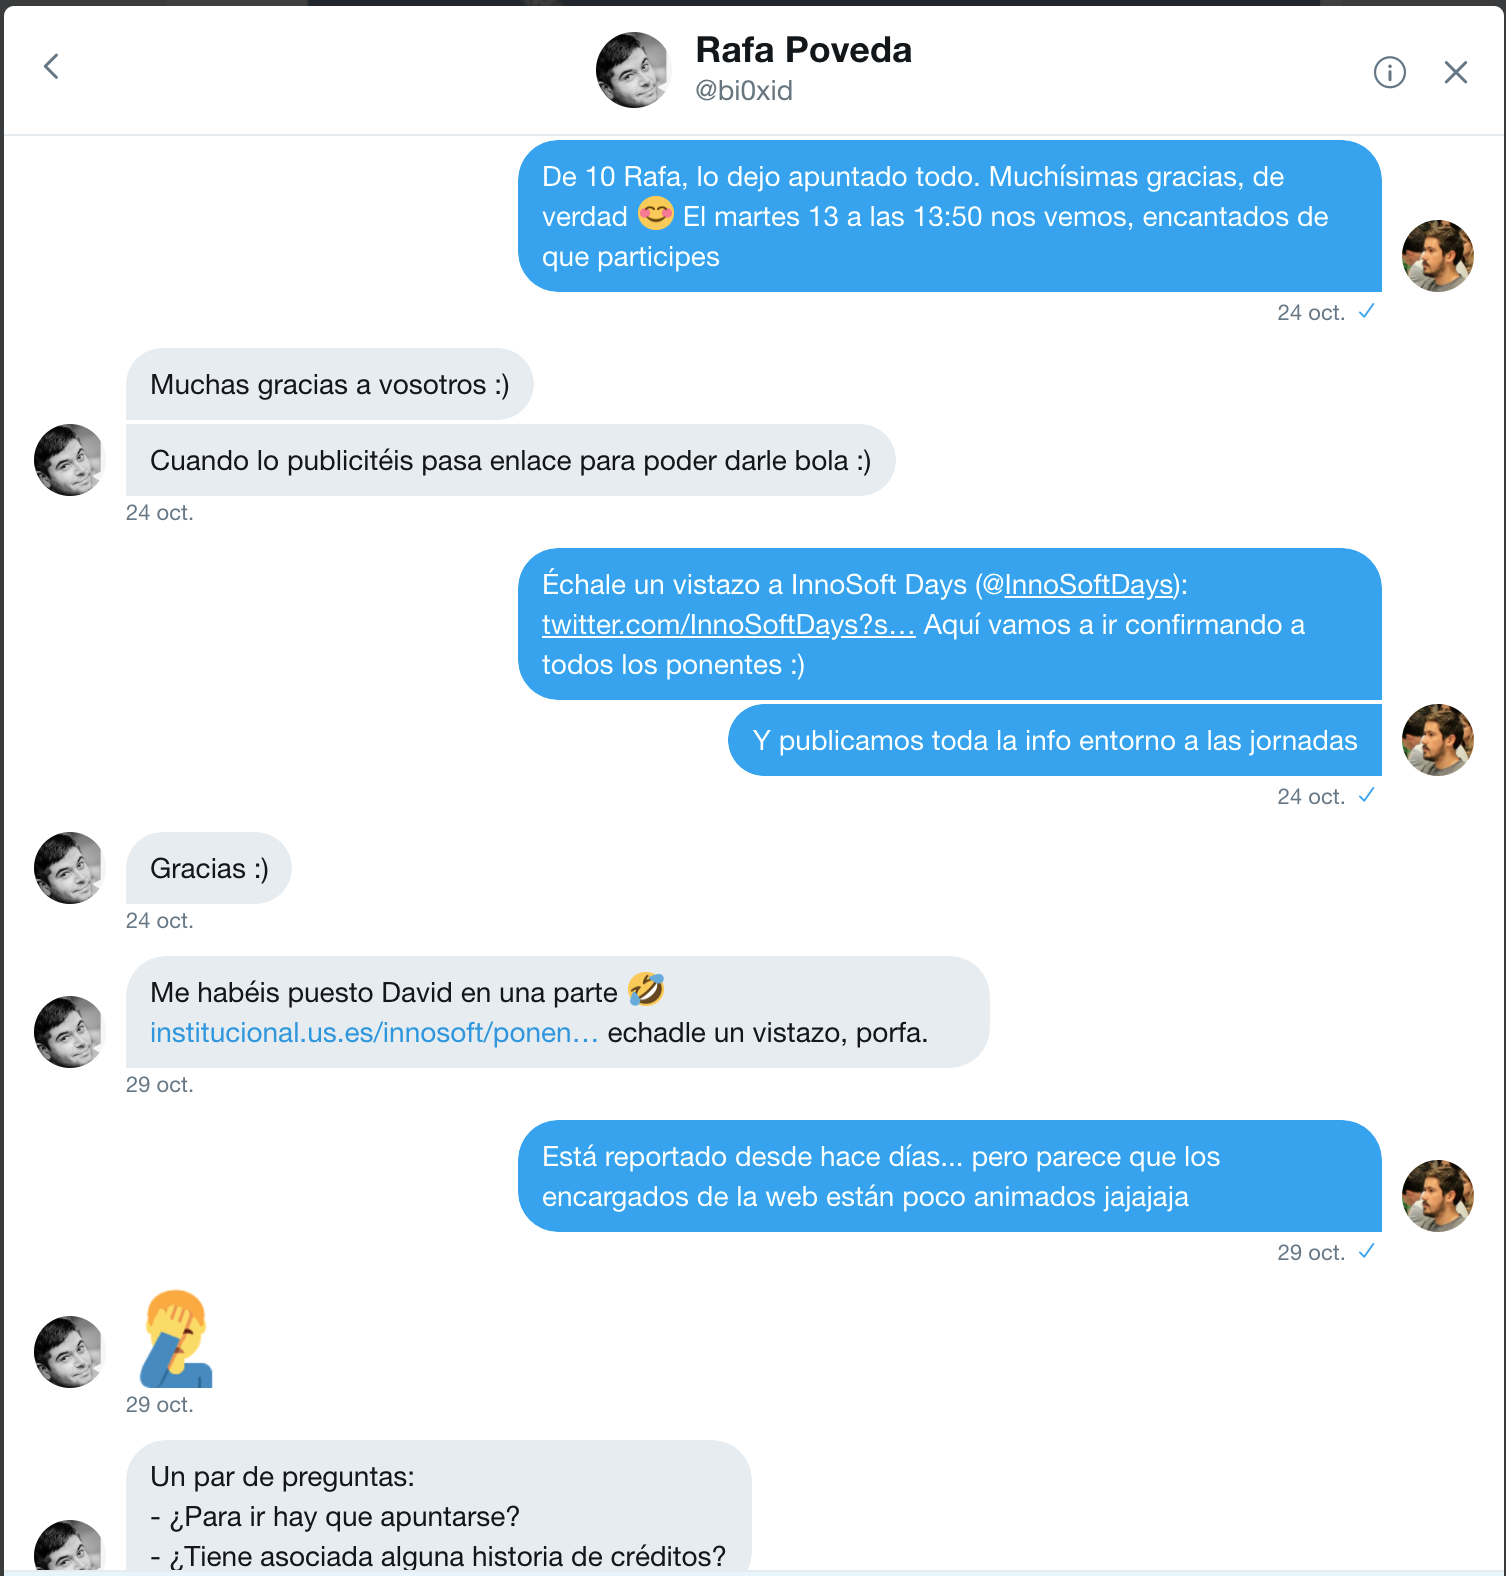 Rafa Poveda
@bi0xid
De 10 Rafa, lo dejo apuntado todo. Muchísimas gracias, de
verdad 😊 El martes 13 a las 13:50 nos vemos, encantados de
que participes
24 oct. ✓
Muchas gracias a vosotros :)
Cuando lo publicitéis pasa enlace para poder darle bola :)
24 oct.
Échale un vistazo a InnoSoft Days (@InnoSoftDays):
twitter.com/InnoSoftDays?s… Aquí vamos a ir confirmando a
todos los ponentes :)
Y publicamos toda la info entorno a las jornadas
24 oct. ✓
Gracias :)
24 oct.
Me habéis puesto David en una parte 🤣
institucional.us.es/innosoft/ponen… echadle un vistazo, porfa.
29 oct.
Está reportado desde hace días... pero parece que los
encargados de la web están poco animados jajajaja
29 oct. ✓
🤦‍♂️
29 oct.
Un par de preguntas:
- ¿Para ir hay que apuntarse?
- ¿Tiene asociada alguna historia de créditos?